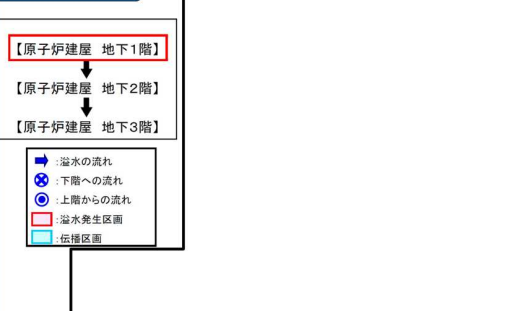 【原子炉建屋 地下1階】
【原子炉建屋 地下2階】
【原子炉建屋 地下3階】
:溢水の流れ
:下階への流れ
:上階からの流れ
:溢水発生区画
:伝播区画